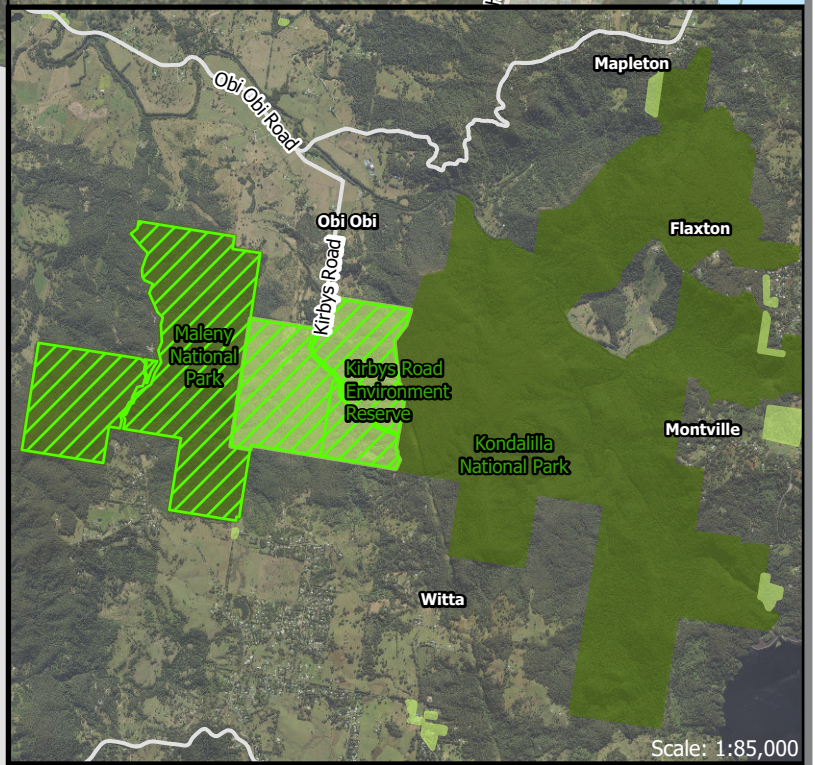 Mapleton
Obi Obi Road
Obi Obi
Flaxton
Kirbys Road
Maleny
National
Park
Kirbys Road
Environment
Reserve
Montville
Kondalilla
National Park
Witta
Scale: 1:85,000